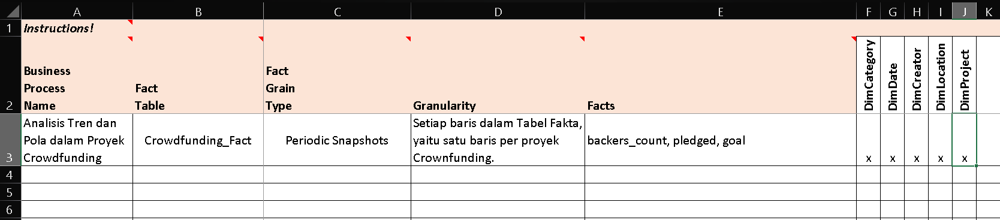 A B C D E F G H I J K
1 Instructions!
Business
Process
Name
Fact
Table
Fact
Grain
Type
Granularity
Facts
DimCategory
DimDate
DimCreator
DimLocation
DimProject
2
Analisis Tren dan
Pola dalam Proyek
Crowdfunding
Crowdfunding_Fact
Periodic Snapshots
Setiap baris dalam Tabel Fakta,
yaitu satu baris per proyek
Crownfunding.
backers_count, pledged, goal
x x x x x
3
4
5
6